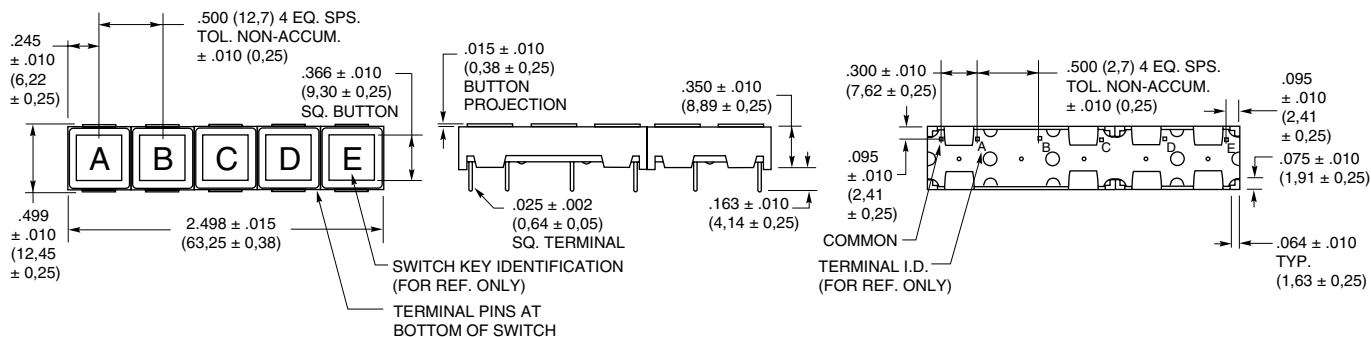 .245
± .010
(6,22
± 0,25)
.500 (12,7) 4 EQ. SPS.
TOL. NON-ACCUM.
± .010 (0,25)
.366 ± .010
(9,30 ± 0,25)
SQ. BUTTON
A B C D E
.499
± .010
(12,45
± 0,25)
2.498 ± .015
(63,25 ± 0,38)
SWITCH KEY IDENTIFICATION
(FOR REF. ONLY)
TERMINAL PINS AT
BOTTOM OF SWITCH
.015 ± .010
(0,38 ± 0,25)
BUTTON
PROJECTION
.350 ± .010
(8,89 ± 0,25)
.025 ± .002
(0,64 ± 0,05)
SQ. TERMINAL
.163 ± .010
(4,14 ± 0,25)
.300 ± .010
(7,62 ± 0,25)
.500 (2,7) 4 EQ. SPS.
TOL. NON-ACCUM.
± .010 (0,25)
.095
± .010
(2,41
± 0,25)
A B C D E
.095
± .010
(2,41
± 0,25)
.075 ± .010
(1,91 ± 0,25)
COMMON
TERMINAL I.D.
(FOR REF. ONLY)
.064 ± .010
TYP.
(1,63 ± 0,25)